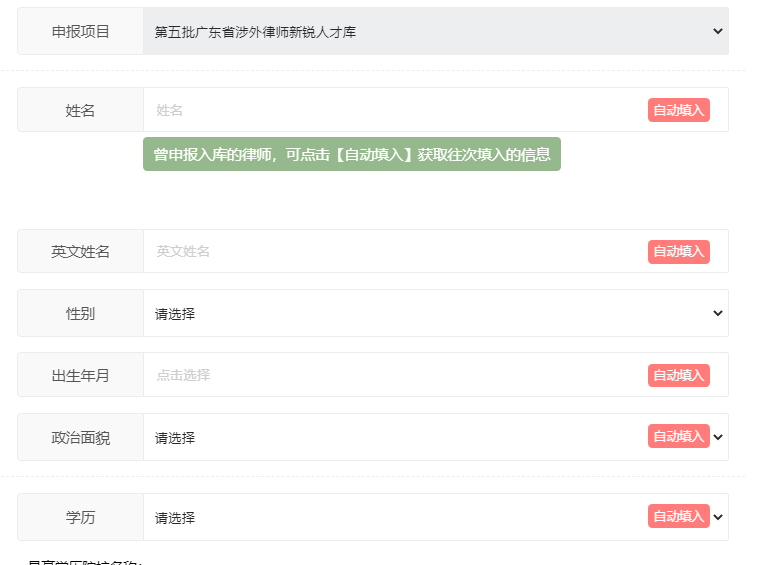 申报项目 第五批广东省涉外律师新锐人才库
姓名 姓名 自动填入
曾申报入库的律师，可点击【自动填入】获取往次填入的信息
英文姓名 英文姓名 自动填入
性别 请选择
出生年月 点击选择 自动填入
政治面貌 请选择 自动填入
学历 请选择 自动填入